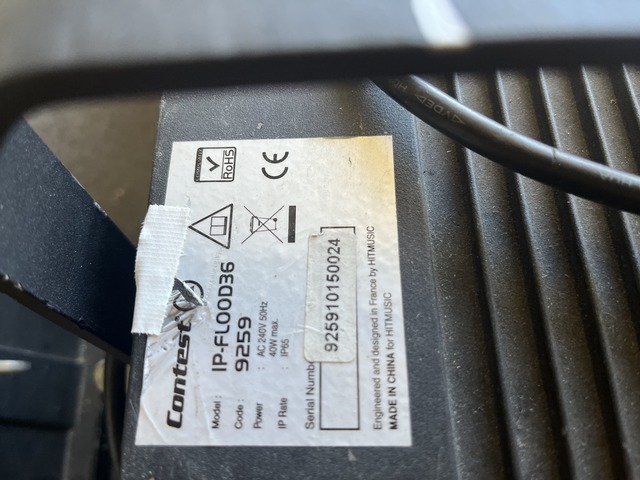 RoHS
CE
Contest
Model : IP-FLOOD36
Code : 9259
Power : AC 240V 50Hz
40W max.
IP Rate : IP65
Serial Number
925910150024
Engineered and designed in France by HITMUSIC
MADE IN CHINA for HITMUSIC